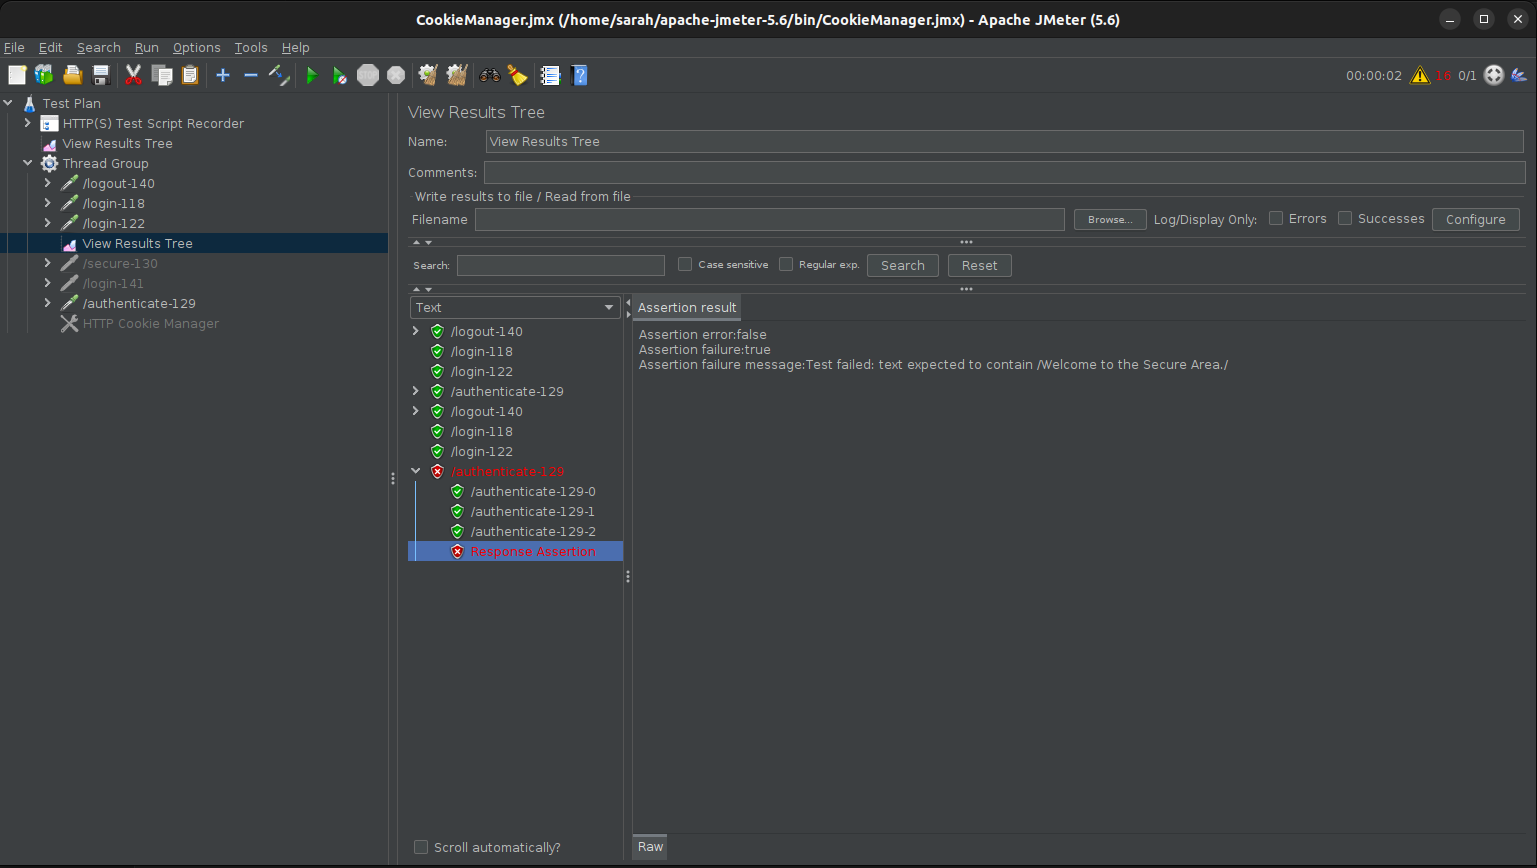 CookieManager.jmx (/home/sarah/apache-jmeter-5.6/bin/CookieManager.jmx) - Apache JMeter (5.6)
File Edit Search Run Options Tools Help
STOP
00:00:02 16 0/1
Test Plan
HTTP(S) Test Script Recorder
View Results Tree
Thread Group
/logout-140
/login-118
/login-122
View Results Tree
/secure-130
/login-141
/authenticate-129
HTTP Cookie Manager
View Results Tree
Name: View Results Tree
Comments:
Write results to file / Read from file
Filename Browse... Log/Display Only: Errors Successes Configure
Search: Case sensitive Regular exp. Search Reset
Text
/logout-140
/login-118
/login-122
/authenticate-129
/logout-140
/login-118
/login-122
/authenticate-129
/authenticate-129-0
/authenticate-129-1
/authenticate-129-2
Response Assertion
Scroll automatically?
Assertion result
Assertion error:false
Assertion failure:true
Assertion failure message:Test failed: text expected to contain /Welcome to the Secure Area./
Raw